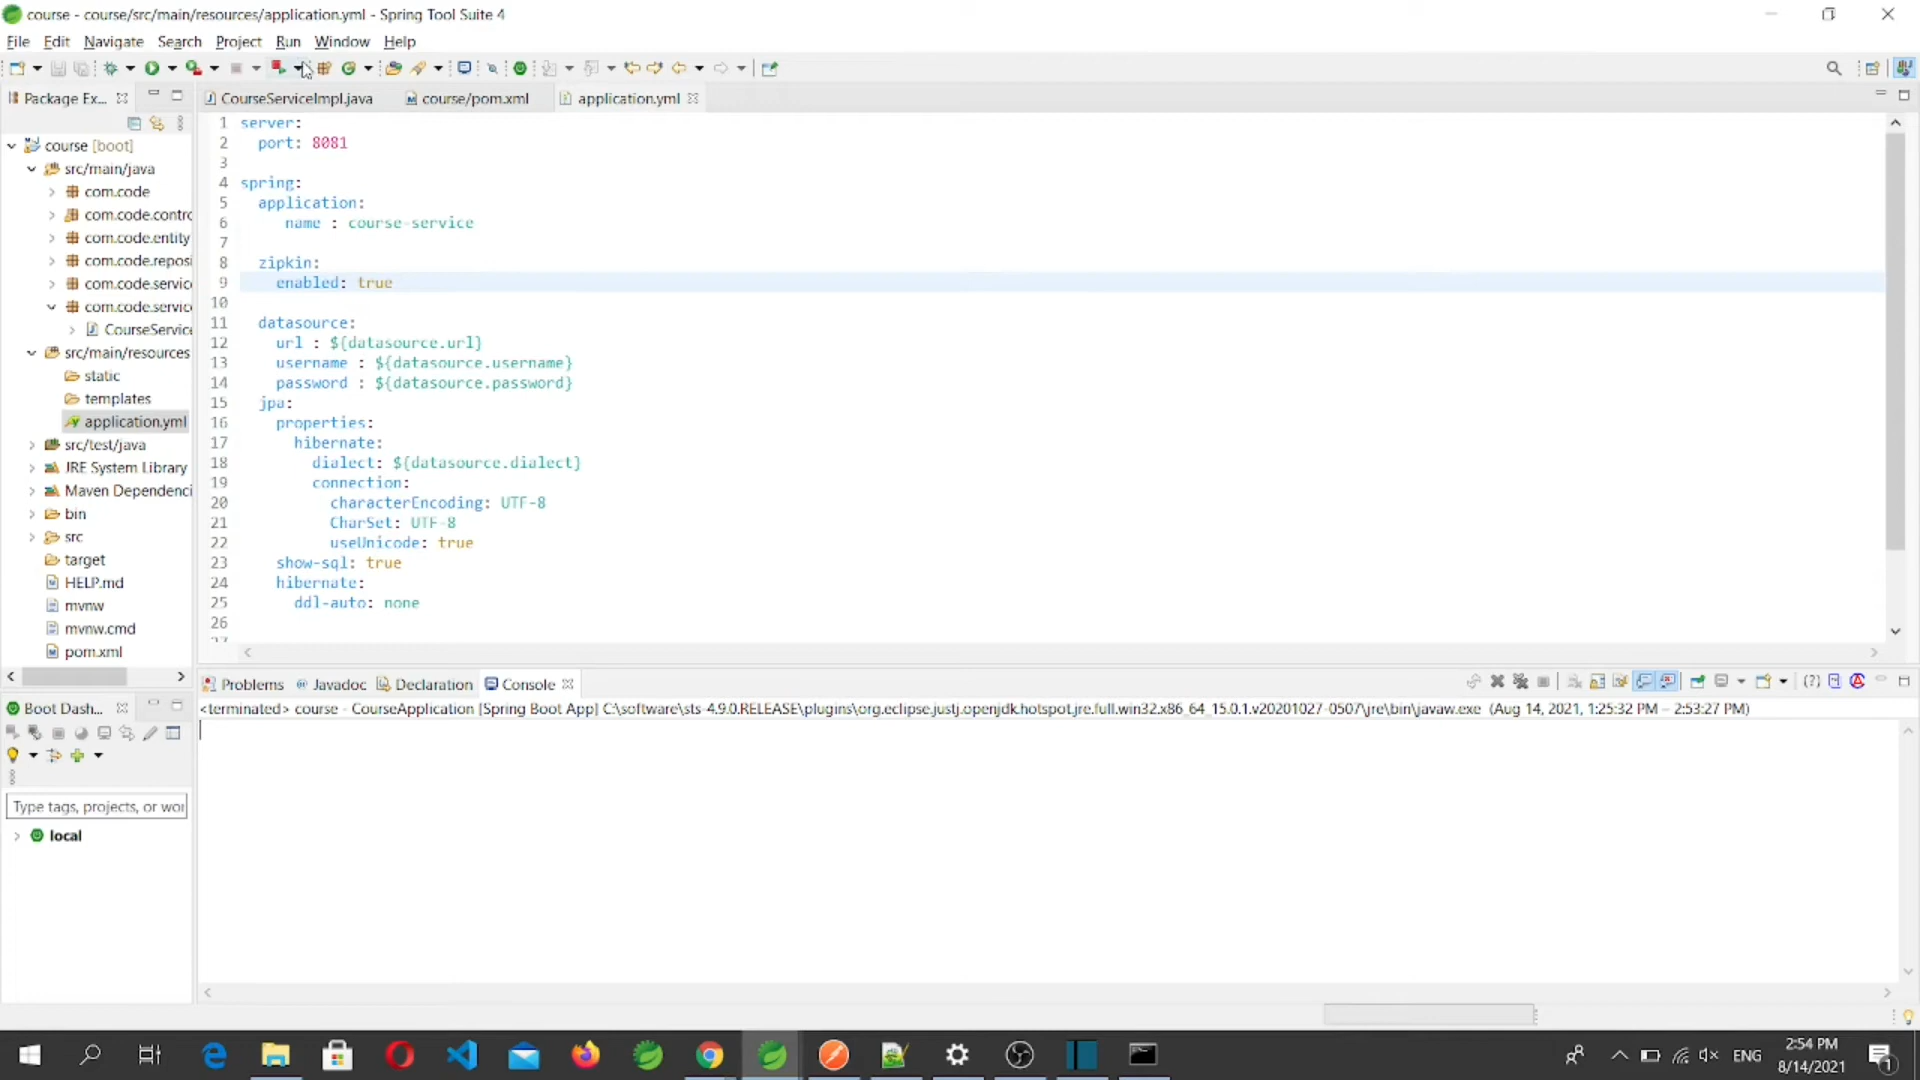 course - course/src/main/resources/application.yml - Spring Tool Suite 4
File Edit Navigate Search Project Run Window Help
Package Ex...
CourseServiceImpl.java
course/pom.xml
application.yml
course [boot]
src/main/java
com.code
com.code.contro
com.code.entity
com.code.reposi
com.code.servic
com.code.servic
CourseService
src/main/resources
static
templates
application.yml
src/test/java
JRE System Library
Maven Dependenci
bin
src
target
HELP.md
mvnw
mvnw.cmd
pom.xml
1 server:
2 port: 8081
3
4 spring:
5 application:
6 name : course-service
7
8 zipkin:
9 enabled: true
10
11 datasource:
12 url : ${datasource.url}
13 username : ${datasource.username}
14 password : ${datasource.password}
15 jpa:
16 properties:
17 hibernate:
18 dialect: ${datasource.dialect}
19 connection:
20 characterEncoding: UTF-8
21 CharSet: UTF-8
22 useUnicode: true
23 show-sql: true
24 hibernate:
25 ddl-auto: none
26
27
Problems Javadoc Declaration Console
<terminated> course - CourseApplication [Spring Boot App] C:\software\sts-4.9.0.RELEASE\plugins\org.eclipse.justj.openjdk.hotspot.jre.full.win32.x86_64_15.0.1.v20201027-0507\jre\bin\javaw.exe (Aug 14, 2021, 1:25:32 PM – 2:53:27 PM)
Boot Dash...
Type tags, projects, or wor
local
ENG
2:54 PM
8/14/2021
1